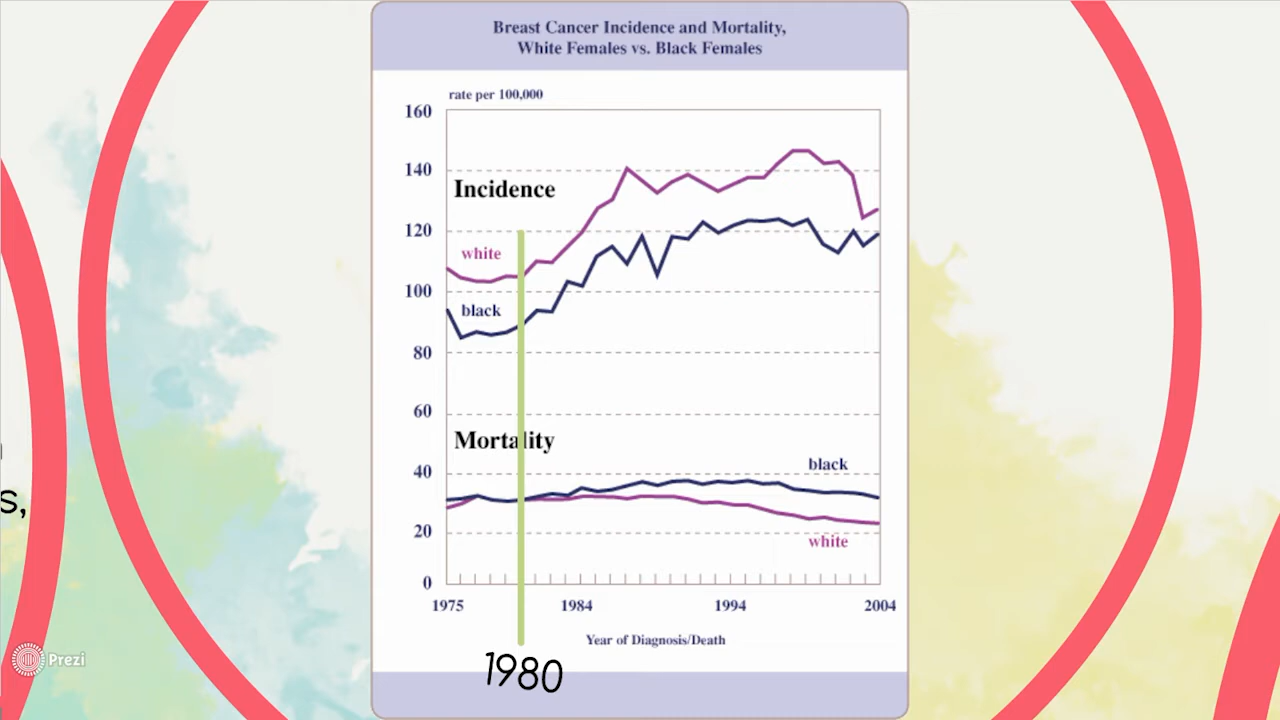 Breast Cancer Incidence and Mortality,
White Females vs. Black Females
rate per 100,000
160
140
Incidence
120
white
100
black
80
60
Mortality
40
black
20
white
0
1975 1984 1994 2004
Year of Diagnosis/Death
1980
s,
Prezi